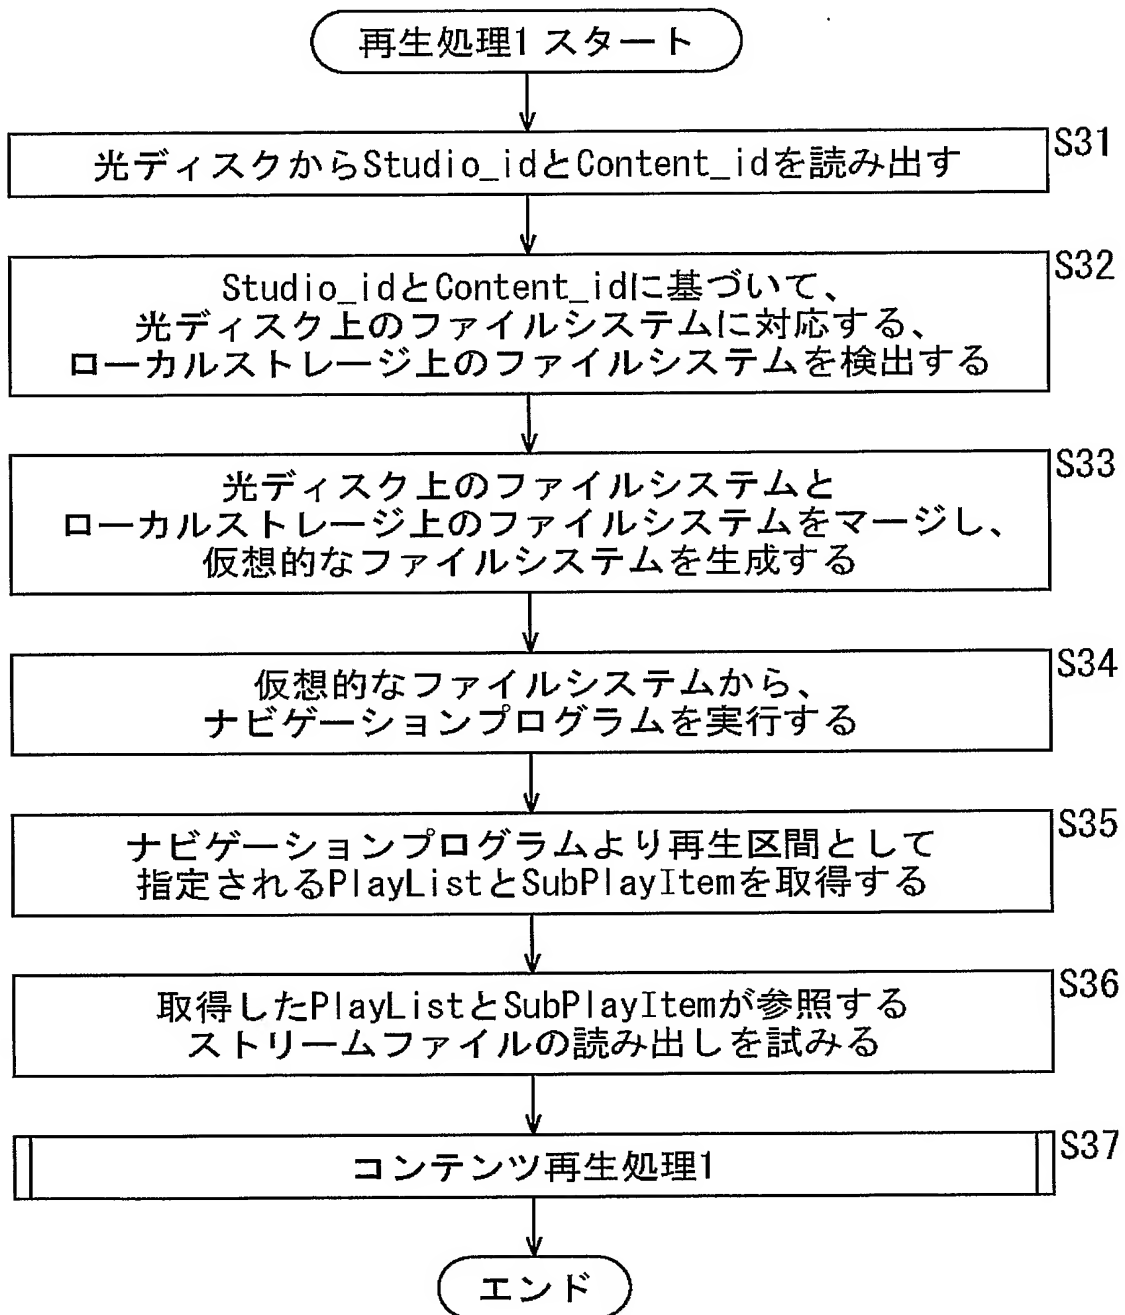 再生処理1 スタート
S31
光ディスクからStudio_idとContent_idを読み出す
S32
Studio_idとContent_idに基づいて、
光ディスク上のファイルシステムに対応する、
ローカルストレージ上のファイルシステムを検出する
S33
光ディスク上のファイルシステムと
ローカルストレージ上のファイルシステムをマージし、
仮想的なファイルシステムを生成する
S34
仮想的なファイルシステムから、
ナビゲーションプログラムを実行する
S35
ナビゲーションプログラムより再生区間として
指定されるPlayListとSubPlayItemを取得する
S36
取得したPlayListとSubPlayItemが参照する
ストリームファイルの読み出しを試みる
S37
コンテンツ再生処理1
エンド